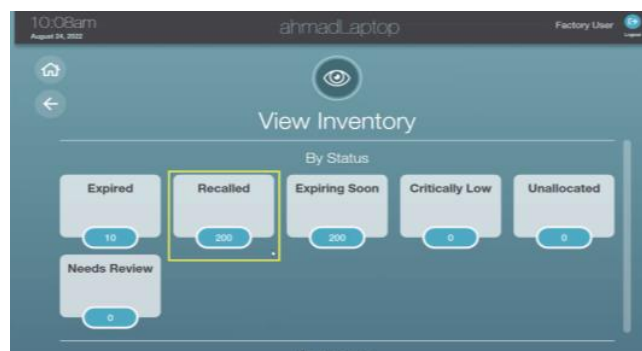 10:08am
ahmadLaptop
Factory User
August 24, 2022
Logout
View Inventory
By Status
Expired
Recalled
Expiring Soon
Critically Low
Unallocated
10
200
200
0
0
Needs Review
0